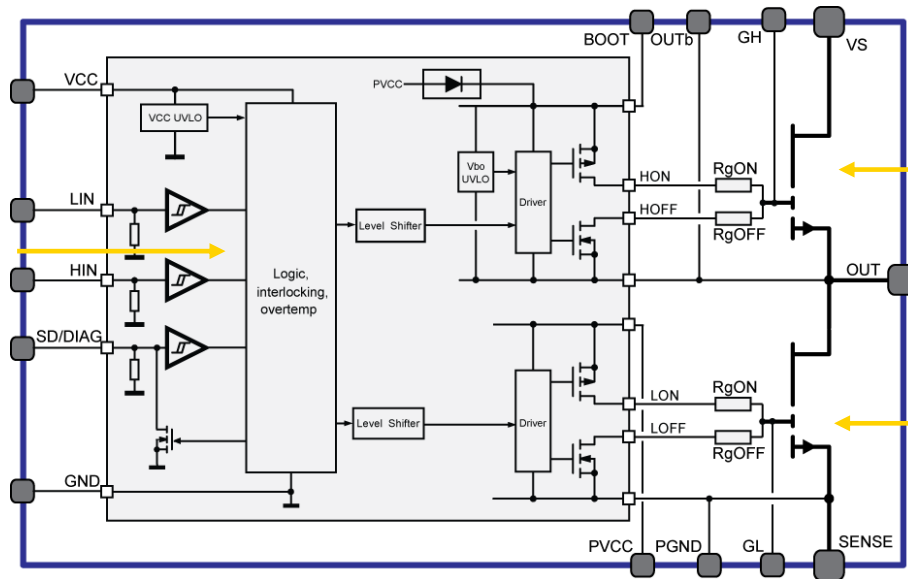 BOOT OUTb GH VS
VCC
PVCC
VCC UVLO
Vbo
UVLO
Driver
LIN
HON
RgON
HOFF
RgOFF
Level Shifter
HIN
Logic,
interlocking,
overtemp
OUT
SD/DIAG
Level Shifter
Driver
LON
RgON
LOFF
RgOFF
GND
PVCC PGND GL SENSE